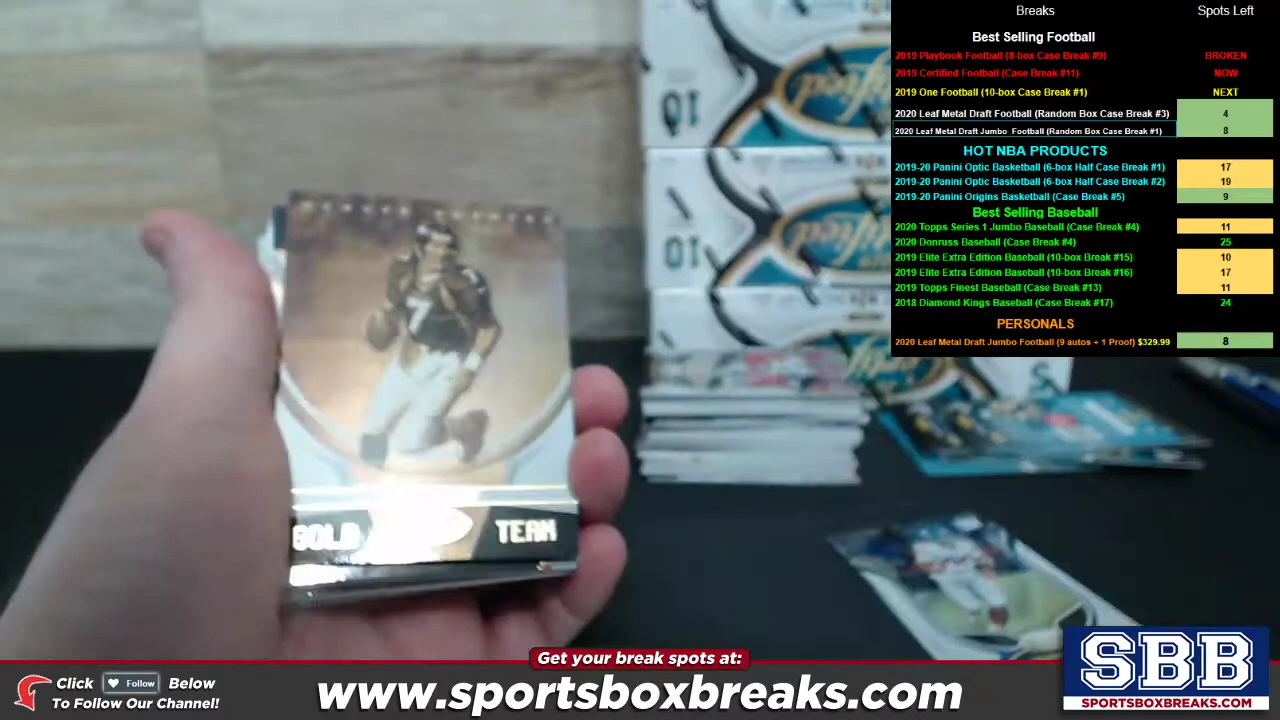 Breaks Spots Left
Best Selling Football
2019 Playbook Football (8-box Case Break #9) BROKEN
2019 Certified Football (Case Break #11) NOW
2019 One Football (10-box Case Break #1) NEXT
2020 Leaf Metal Draft Football (Random Box Case Break #3) 4
2020 Leaf Metal Draft Jumbo Football (Random Box Case Break #1) 8
HOT NBA PRODUCTS
2019-20 Panini Optic Basketball (6-box Half Case Break #1) 17
2019-20 Panini Optic Basketball (6-box Half Case Break #2) 19
2019-20 Panini Origins Basketball (Case Break #5) 9
Best Selling Baseball
2020 Topps Series 1 Jumbo Baseball (Case Break #4) 11
2020 Donruss Baseball (Case Break #4) 25
2019 Elite Extra Edition Baseball (10-box Break #15) 10
2019 Elite Extra Edition Baseball (10-box Break #16) 17
2019 Topps Finest Baseball (Case Break #13) 11
2018 Diamond Kings Baseball (Case Break #17) 24
PERSONALS
2020 Leaf Metal Draft Jumbo Football (9 autos + 1 Proof) $329.99 8
10
10
7
GOLD TEAM
Get your break spots at:
www.sportsboxbreaks.com
Click Follow Below
To Follow Our Channel!
SBB
SPORTSBOXBREAKS.COM